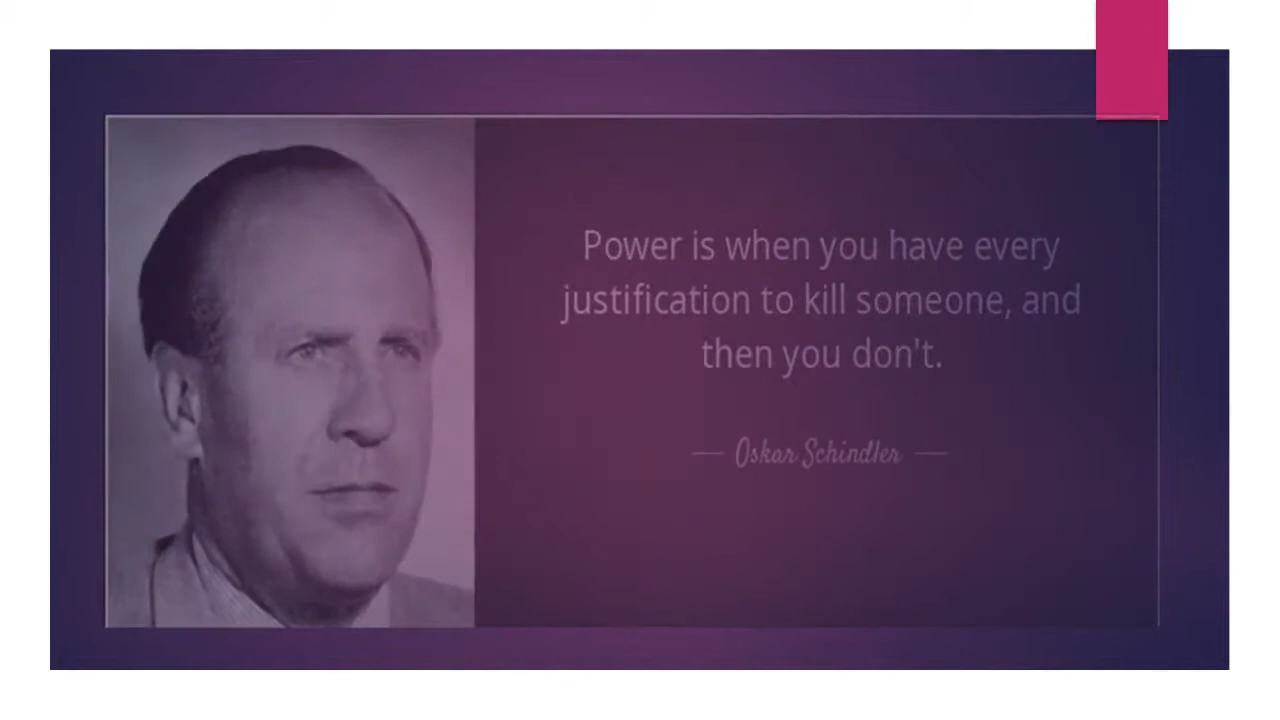 Power is when you have every
justification to kill someone, and
then you don't.
— Oskar Schindler —